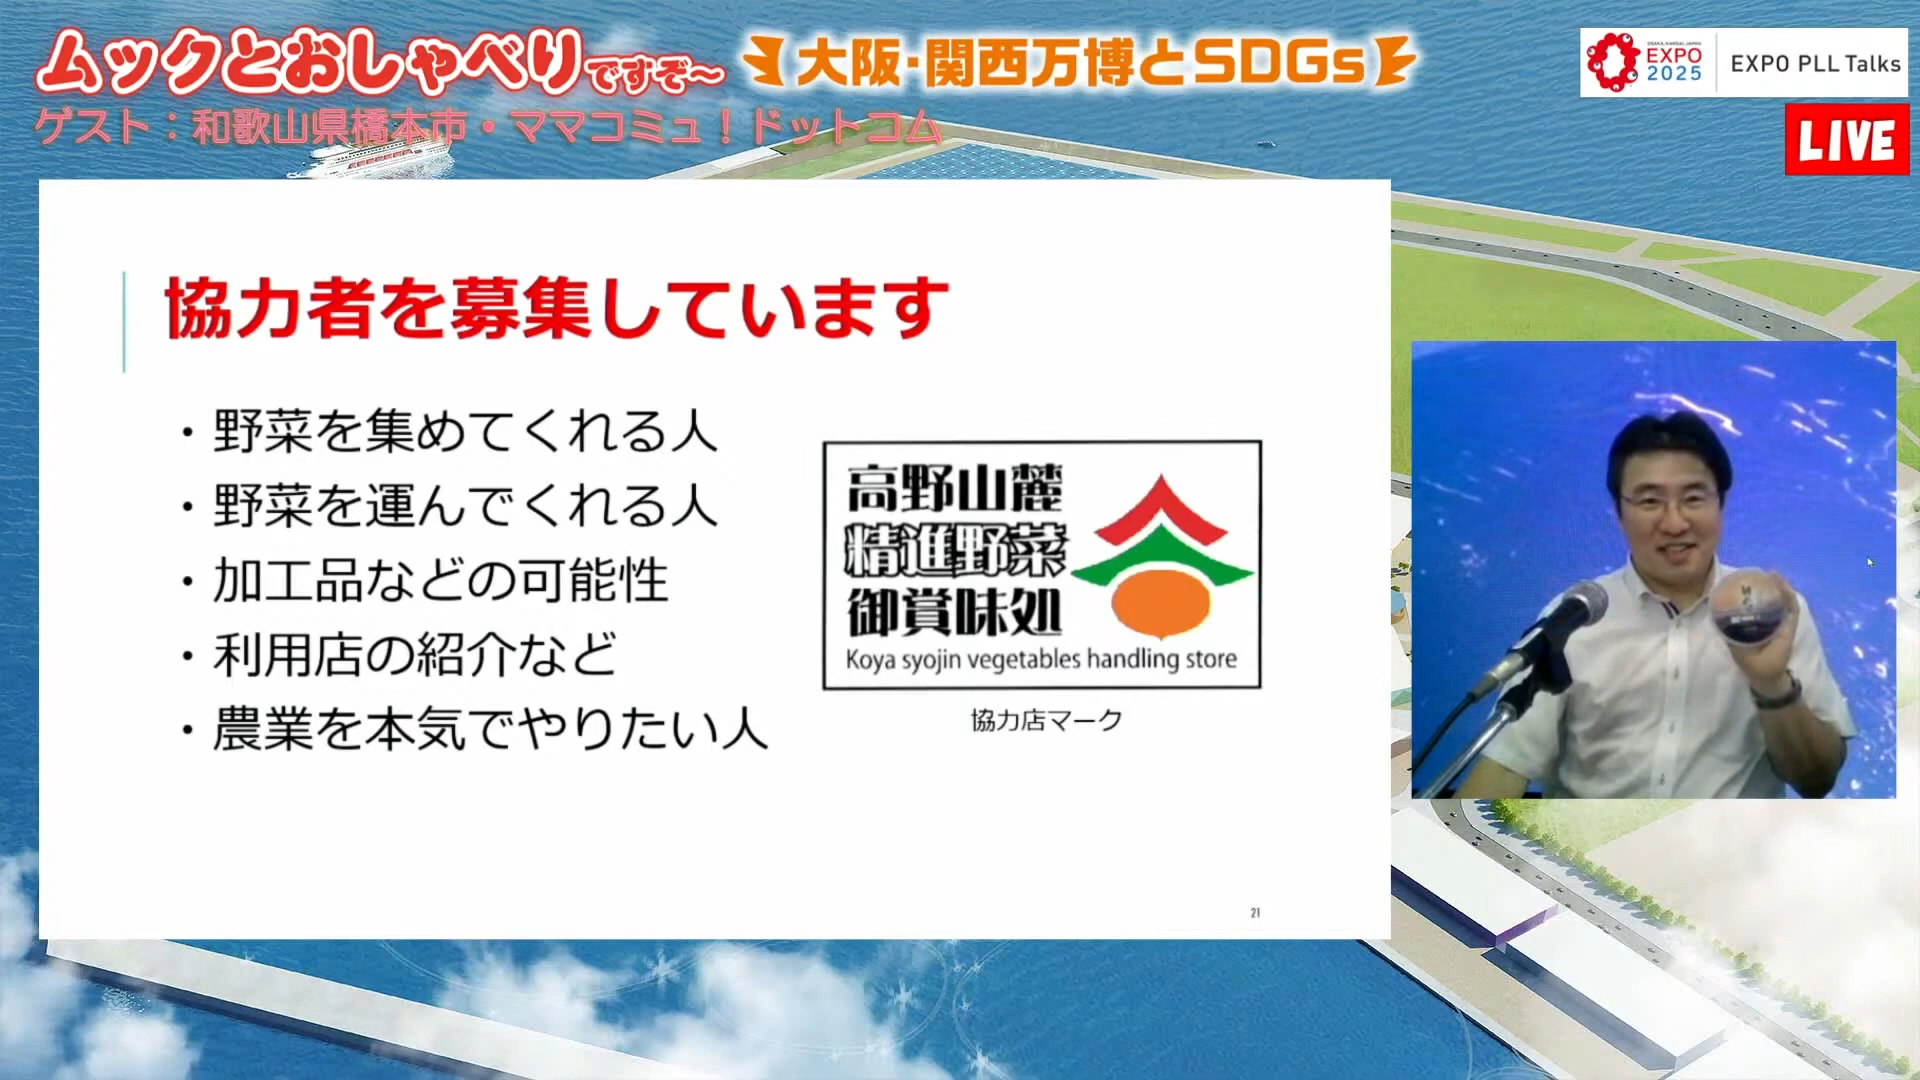 ムックとおしゃべりですぞ～ 大阪・関西万博とSDGs
ゲスト：和歌山県橋本市・ママコミュ！ドットコム
OSAKA, KANSAI, JAPAN
EXPO
2025
EXPO PLL Talks
LIVE
協力者を募集しています
・野菜を集めてくれる人
・野菜を運んでくれる人
・加工品などの可能性
・利用店の紹介など
・農業を本気でやりたい人
高野山麓
精進野菜
御賞味処
Koya syojin vegetables handling store
協力店マーク
21